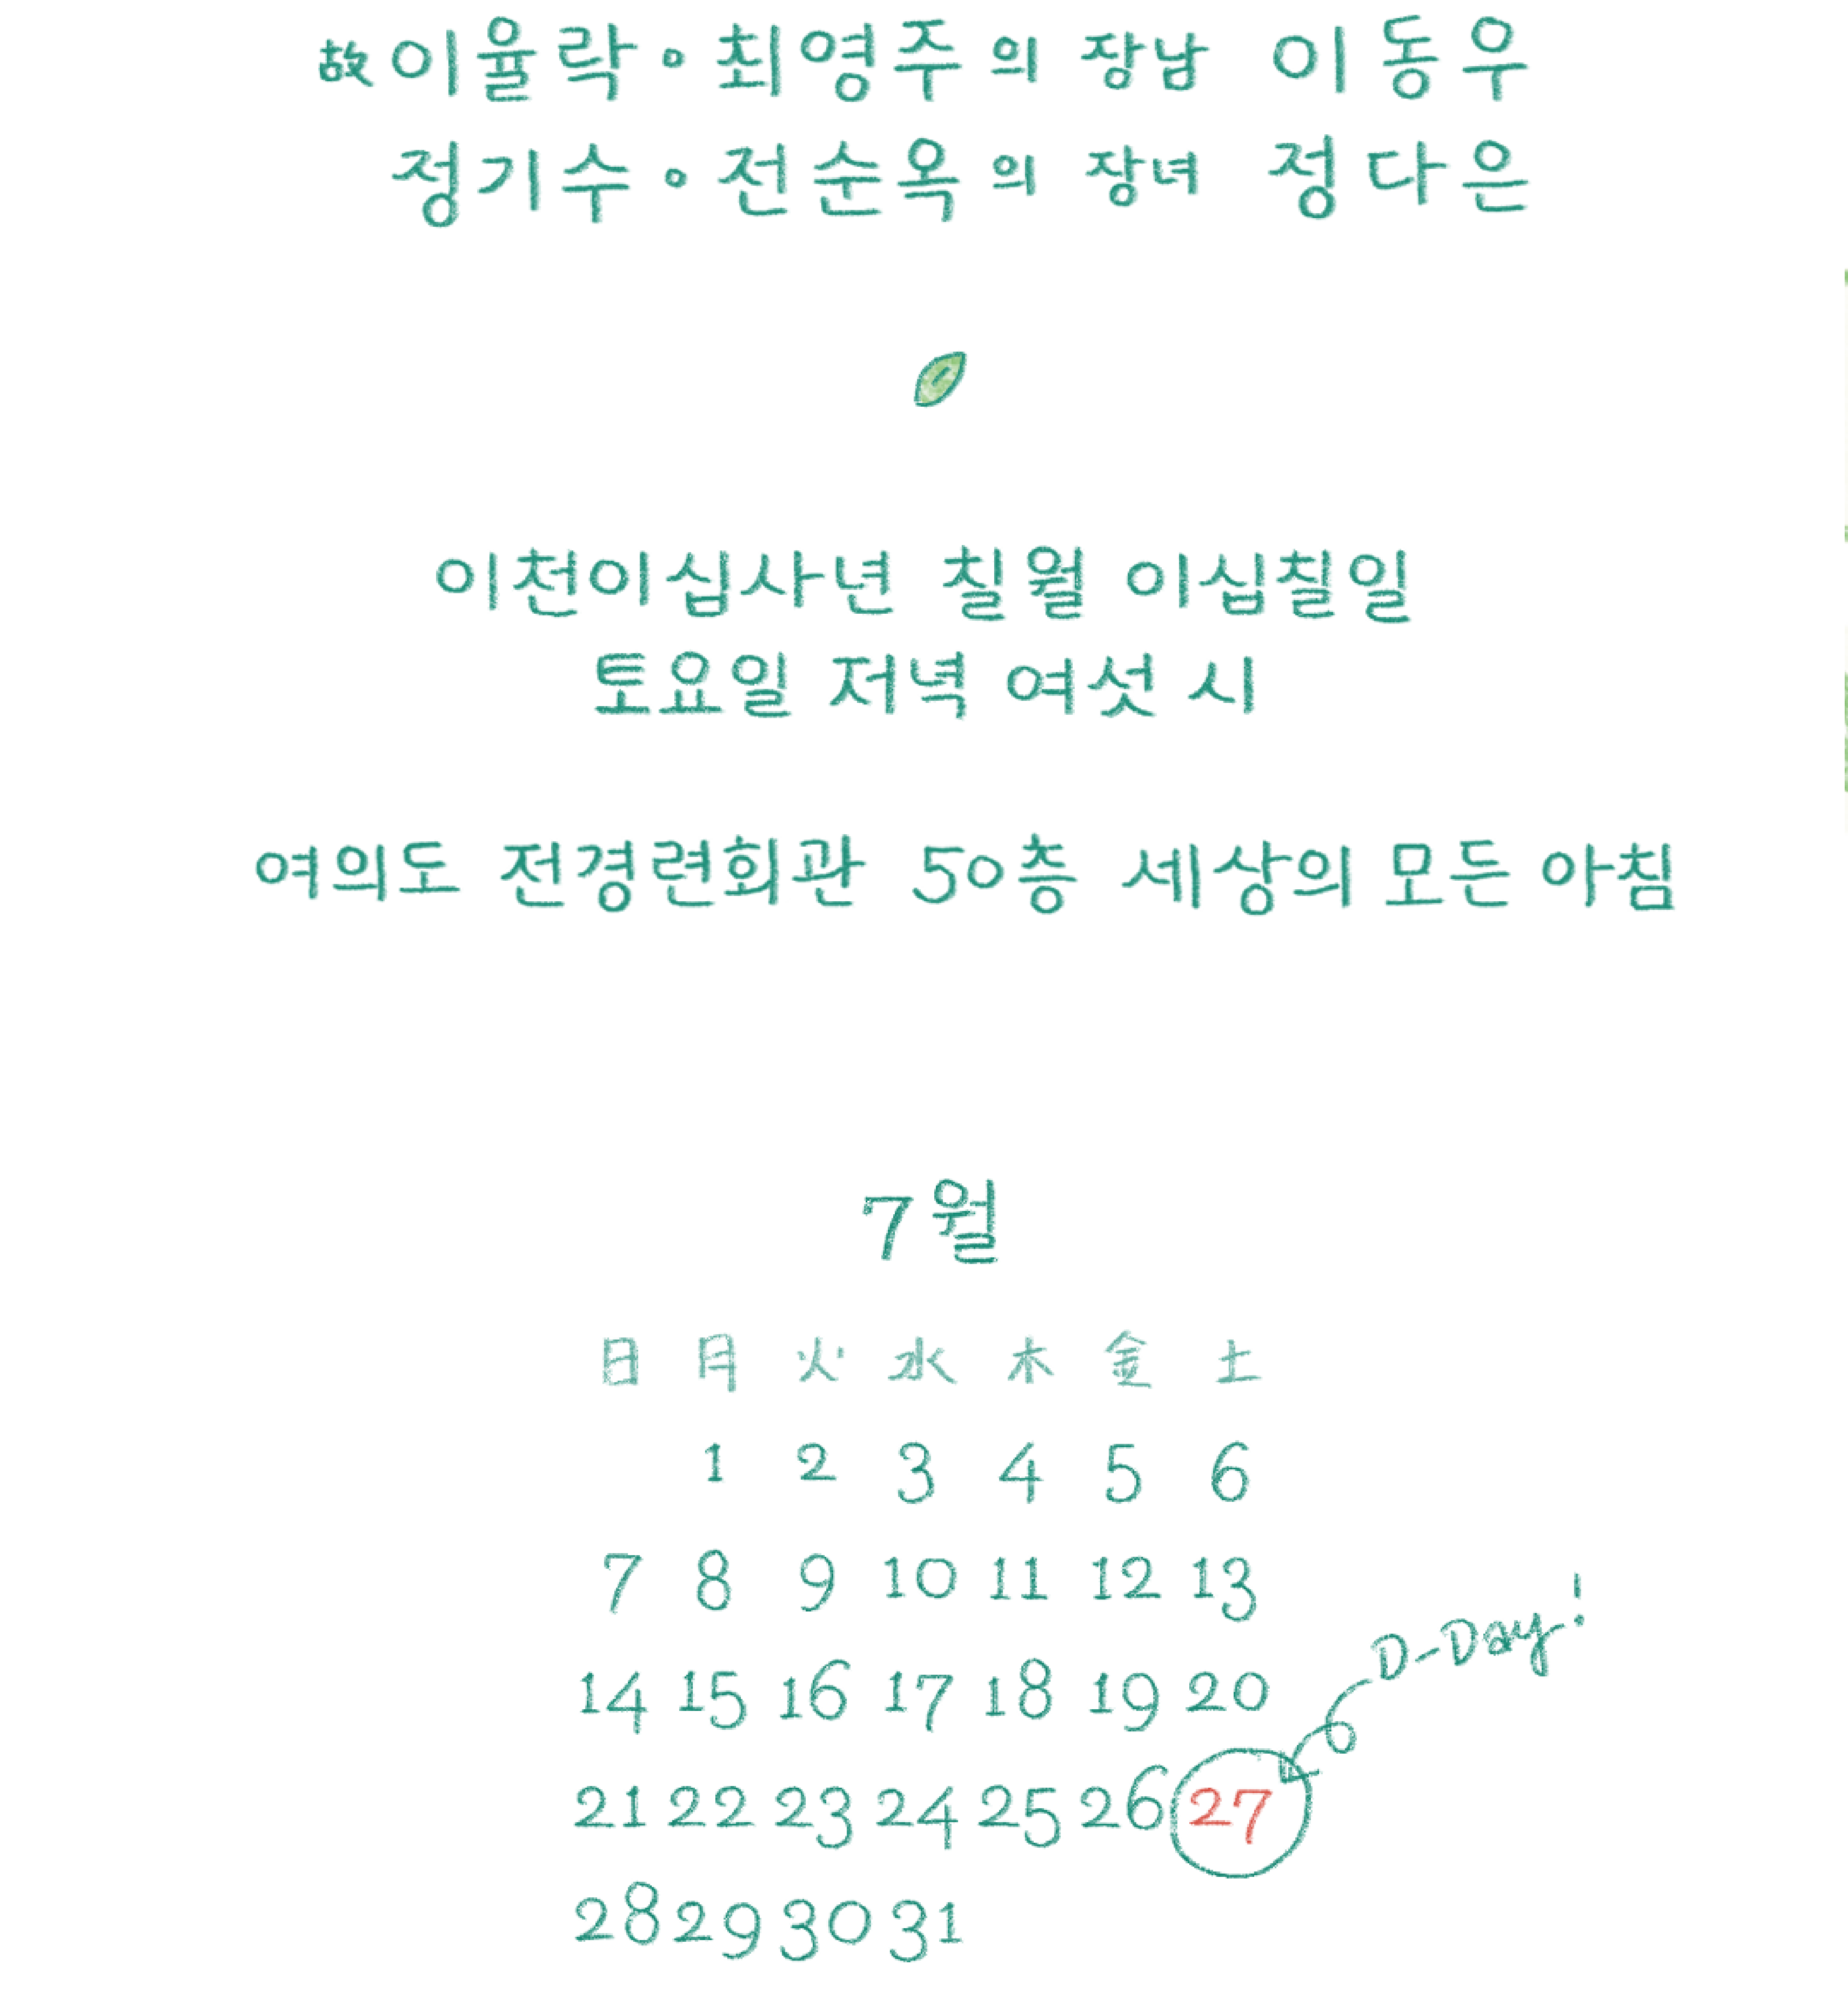 故이율락・최영주의 장남 이동우
정기수・전순옥의 장녀 정다은
이천이십사년 칠월 이십칠일
토요일 저녁 여섯 시
여의도 전경련회관 50층 세상의 모든 아침
7월
日 月 火 水 木 金 土
1 2 3 4 5 6
7 8 9 10 11 12 13
D-Day!
14 15 16 17 18 19 20
21 22 23 24 25 26 27
28 29 30 31